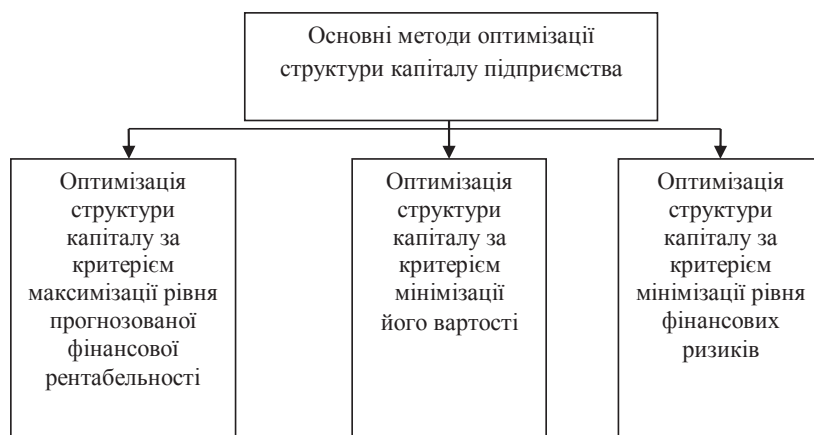 Основні методи оптимізації
структури капіталу підприємства
Оптимізація
структури
капіталу за
критерієм
максимізації рівня
прогнозованої
фінансової
рентабельності
Оптимізація
структури
капіталу за
критерієм
мінімізації
його вартості
Оптимізація
структури
капіталу за
критерієм
мінімізації рівня
фінансових
ризиків